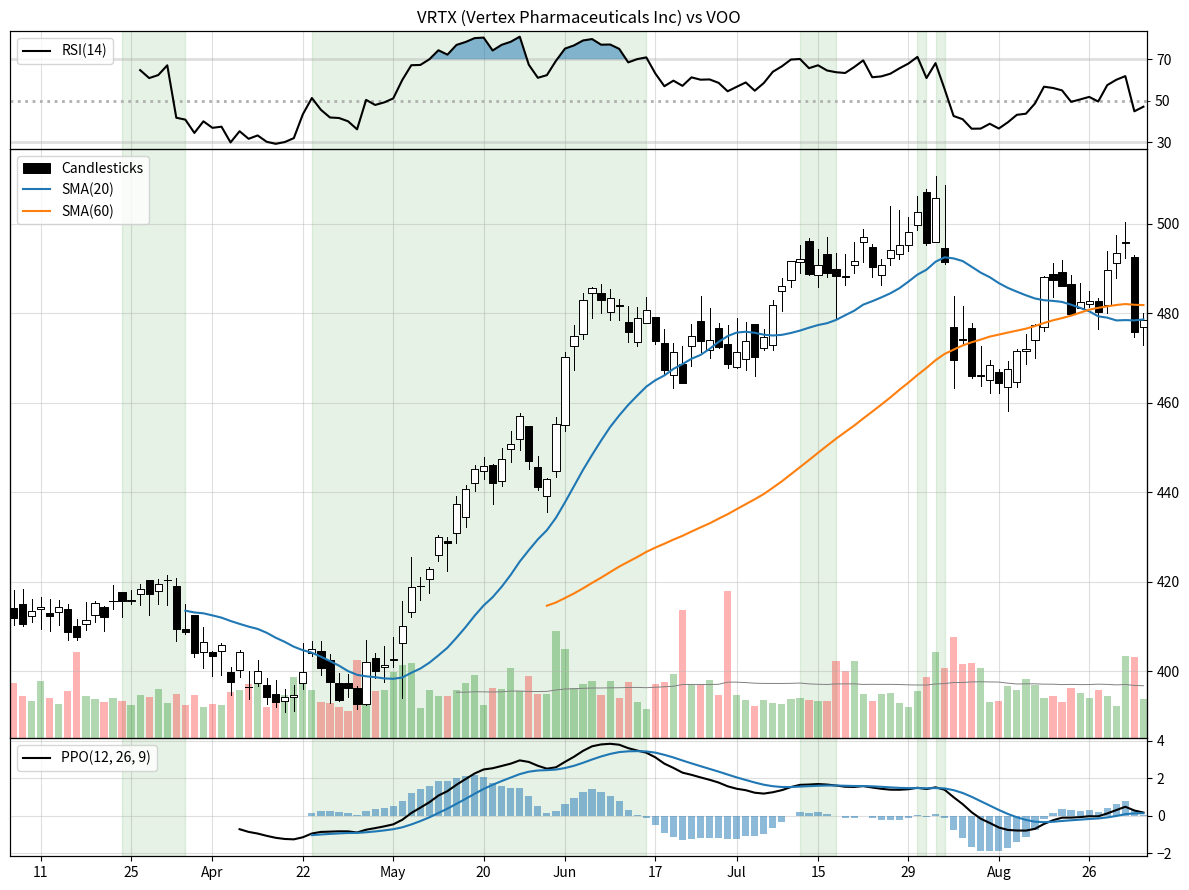 VRTX (Vertex Pharmaceuticals Inc) vs VOO
RSI(14)
70
50
30
Candlesticks
SMA(20)
SMA(60)
500
480
460
440
420
400
PPO(12, 26, 9)
4
2
0
−2
11 25 Apr 22 May 20 Jun 17 Jul 15 29 Aug 26